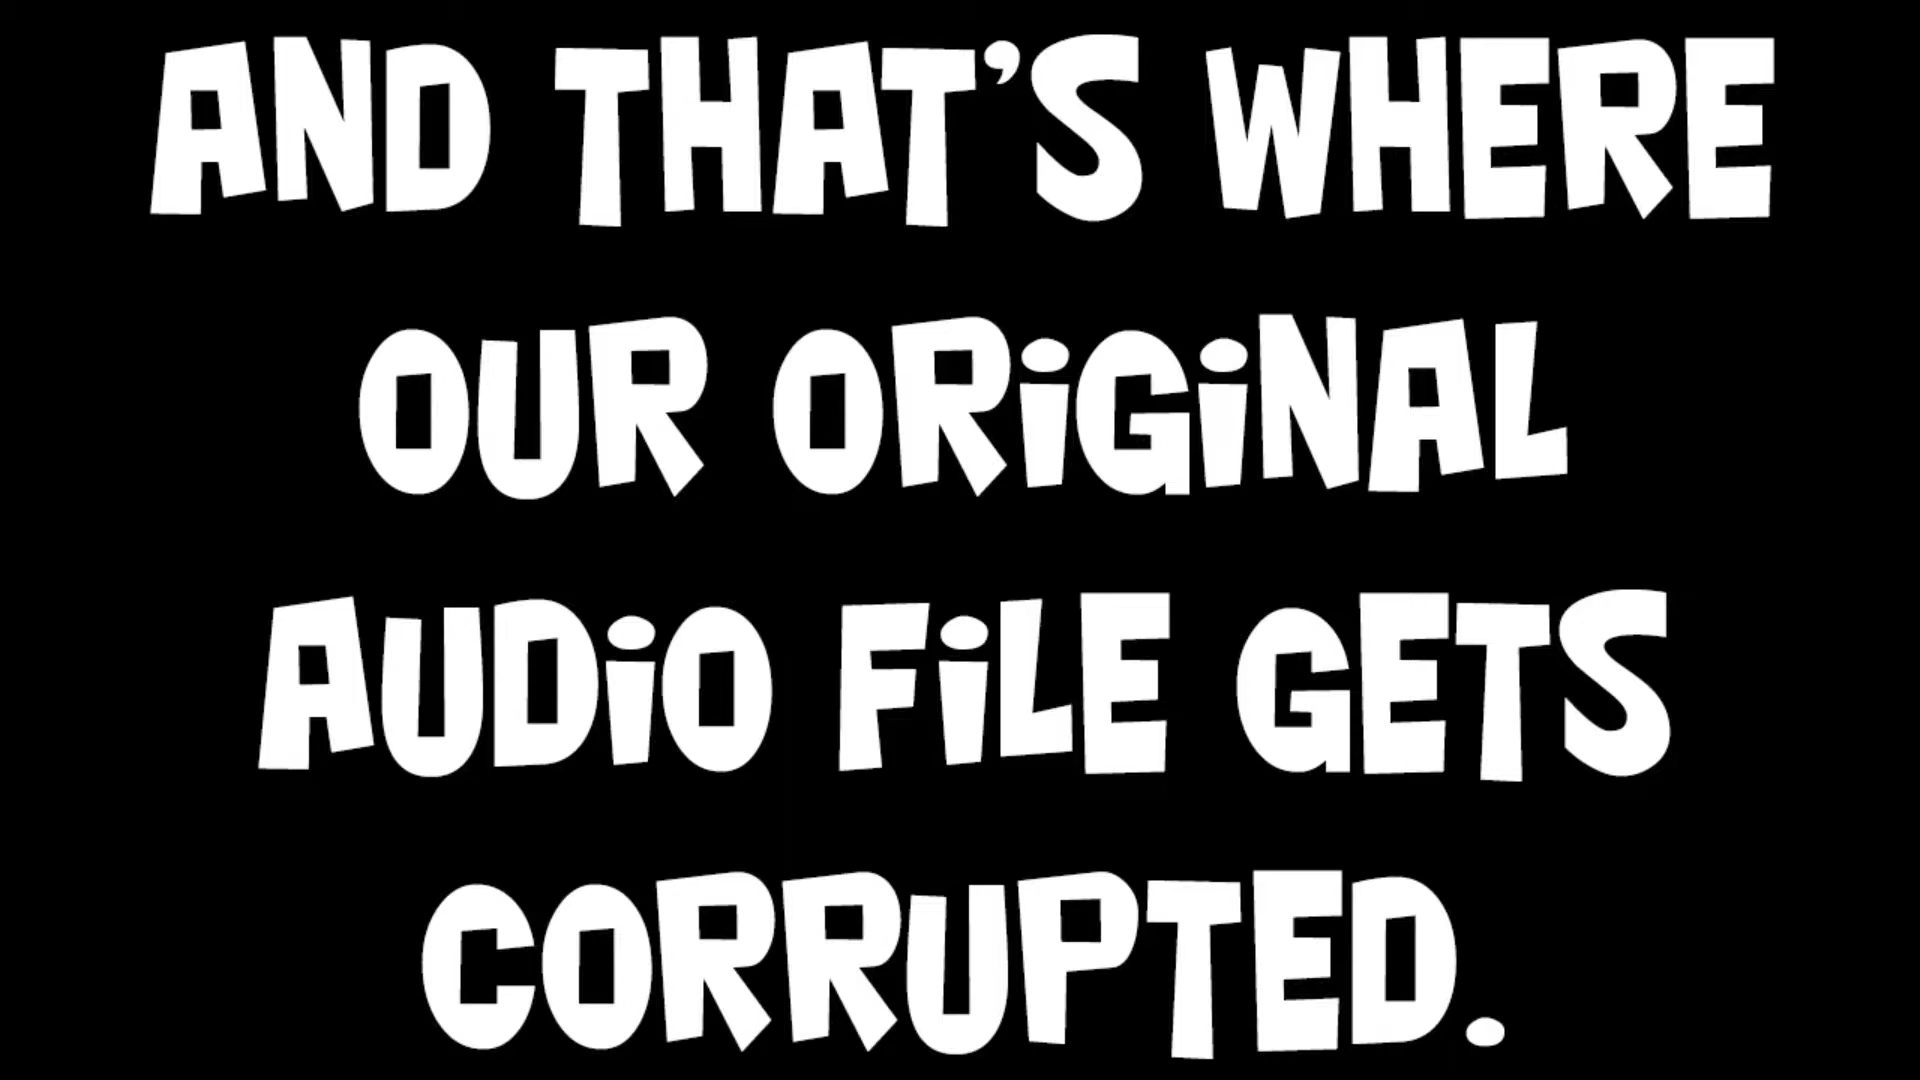 AND THAT'S WHERE
OUR ORiGiNAL
AUDiO FiLE GETS
CORRUPTED.